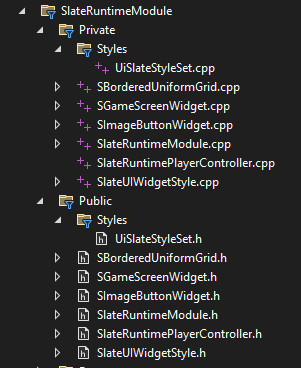 SlateRuntimeModule
Private
Styles
UiSlateStyleSet.cpp
SBorderedUniformGrid.cpp
SGameScreenWidget.cpp
SImageButtonWidget.cpp
SlateRuntimeModule.cpp
SlateRuntimePlayerController.cpp
SlateUIWidgetStyle.cpp
Public
Styles
UiSlateStyleSet.h
SBorderedUniformGrid.h
SGameScreenWidget.h
SImageButtonWidget.h
SlateRuntimeModule.h
SlateRuntimePlayerController.h
SlateUIWidgetStyle.h